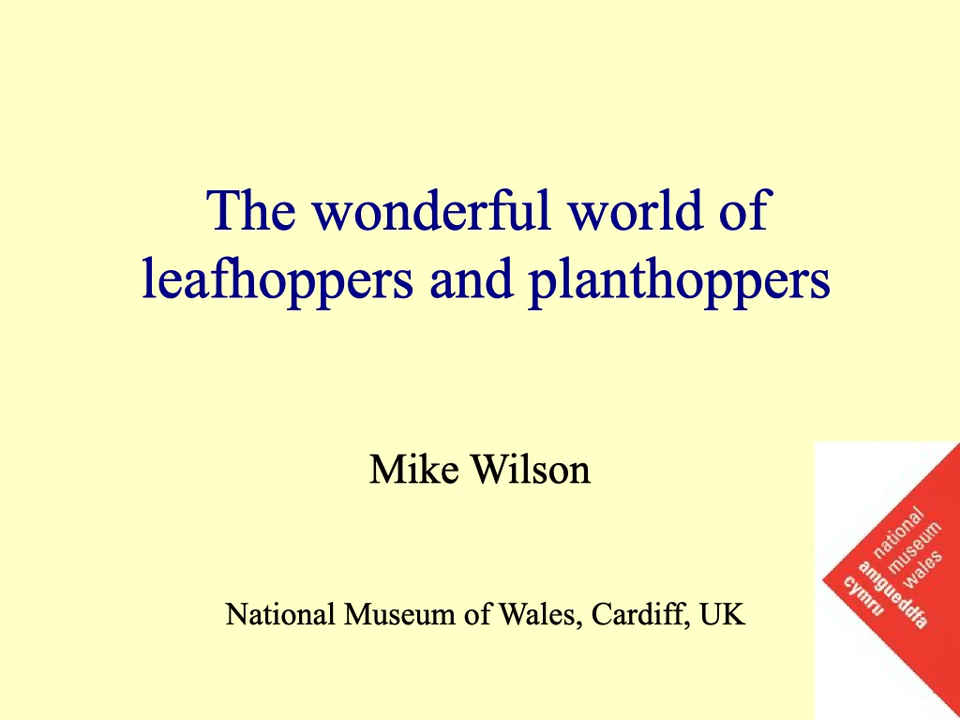 The wonderful world of
leafhoppers and planthoppers
Mike Wilson
national
museum
wales
amgueddfa
cymru
National Museum of Wales, Cardiff, UK